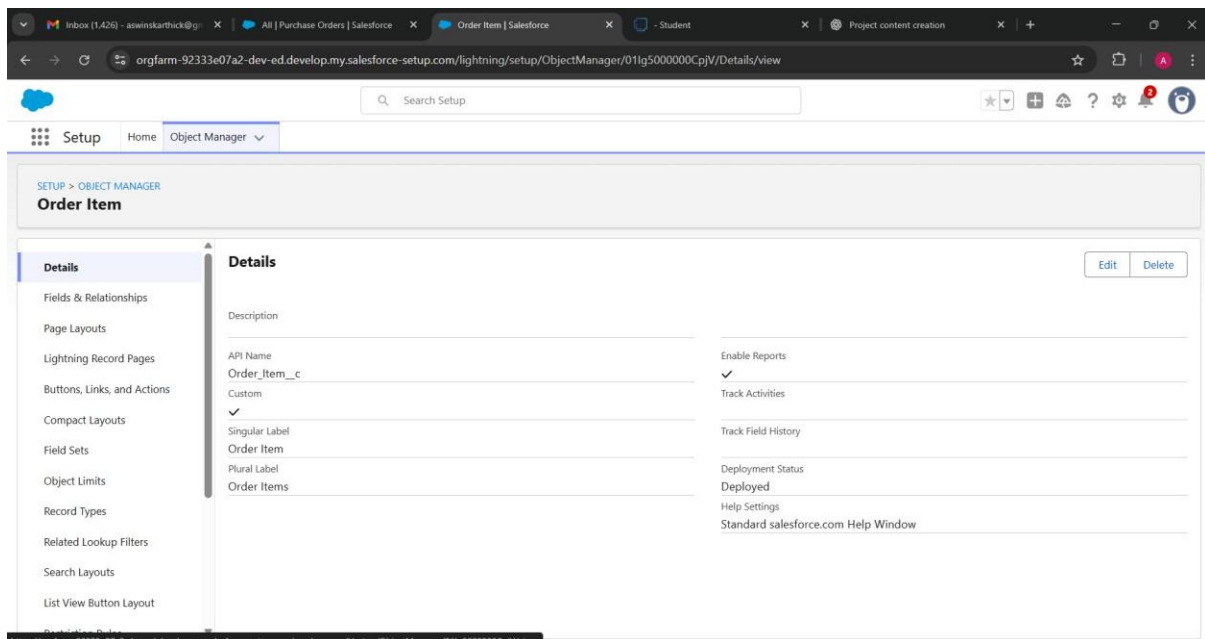 Inbox (1,426) - aswinskarthick@gm
All | Purchase Orders | Salesforce
Order Item | Salesforce
- Student
Project content creation
orgfarm-92333e07a2-dev-ed.develop.my.salesforce-setup.com/lightning/setup/ObjectManager/01Ig5000000CpjV/Details/view
A
Search Setup
2
Setup
Home
Object Manager
SETUP > OBJECT MANAGER
Order Item
Details
Fields & Relationships
Page Layouts
Lightning Record Pages
Buttons, Links, and Actions
Compact Layouts
Field Sets
Object Limits
Record Types
Related Lookup Filters
Search Layouts
List View Button Layout
Details
Edit
Delete
Description
API Name
Order_Item__c
Custom
Singular Label
Order Item
Plural Label
Order Items
Enable Reports
Track Activities
Track Field History
Deployment Status
Deployed
Help Settings
Standard salesforce.com Help Window